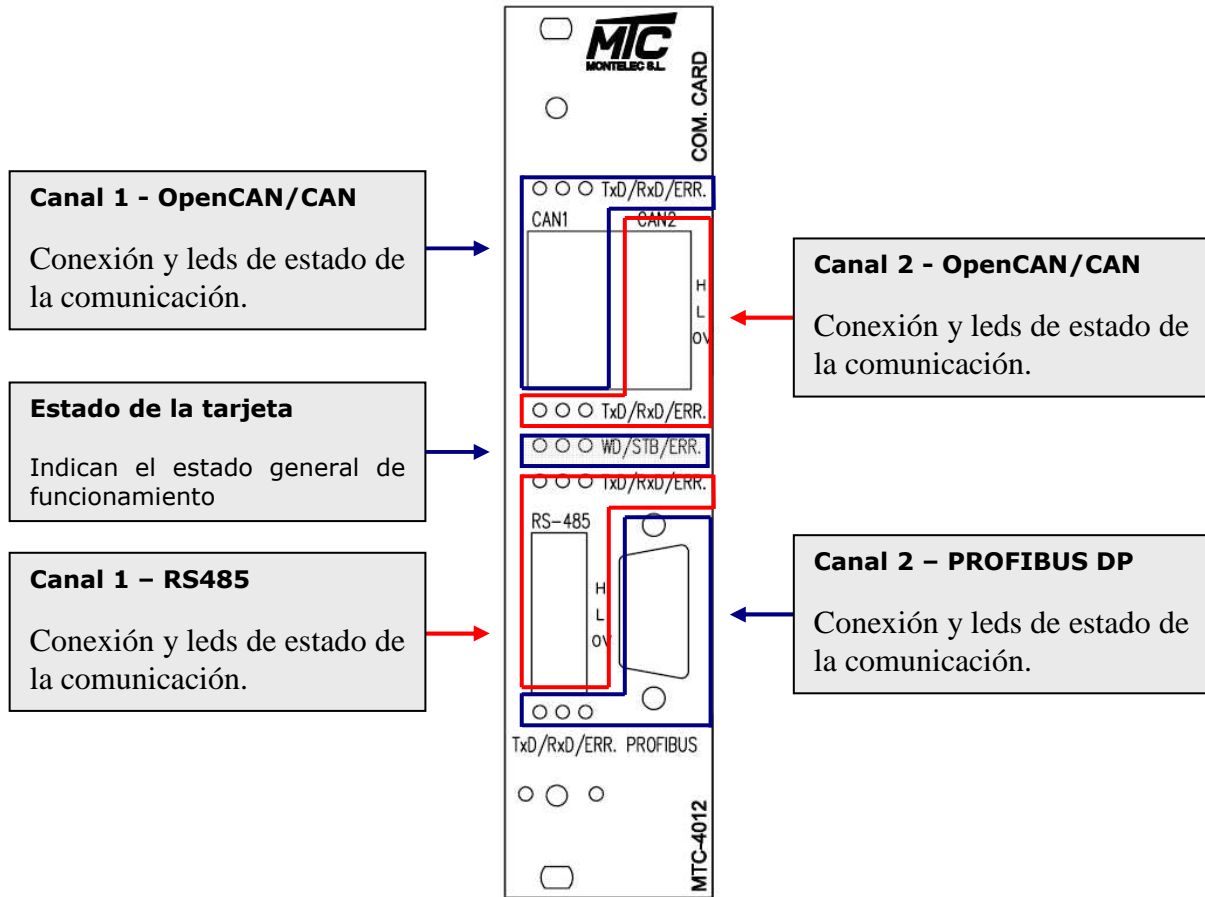 MTC
MONTELEC S.L.
COM. CARD
Canal 1 - OpenCAN/CAN
Conexión y leds de estado de
la comunicación.
Estado de la tarjeta
Indican el estado general de
funcionamiento
Canal 1 – RS485
Conexión y leds de estado de
la comunicación.
TxD/RxD/ERR.
CAN1
CAN2
H
L
0V
TxD/RxD/ERR.
WD/STB/ERR.
TxD/RxD/ERR.
RS-485
H
L
0V
TxD/RxD/ERR. PROFIBUS
MTC-4012
Canal 2 - OpenCAN/CAN
Conexión y leds de estado de
la comunicación.
Canal 2 – PROFIBUS DP
Conexión y leds de estado de
la comunicación.